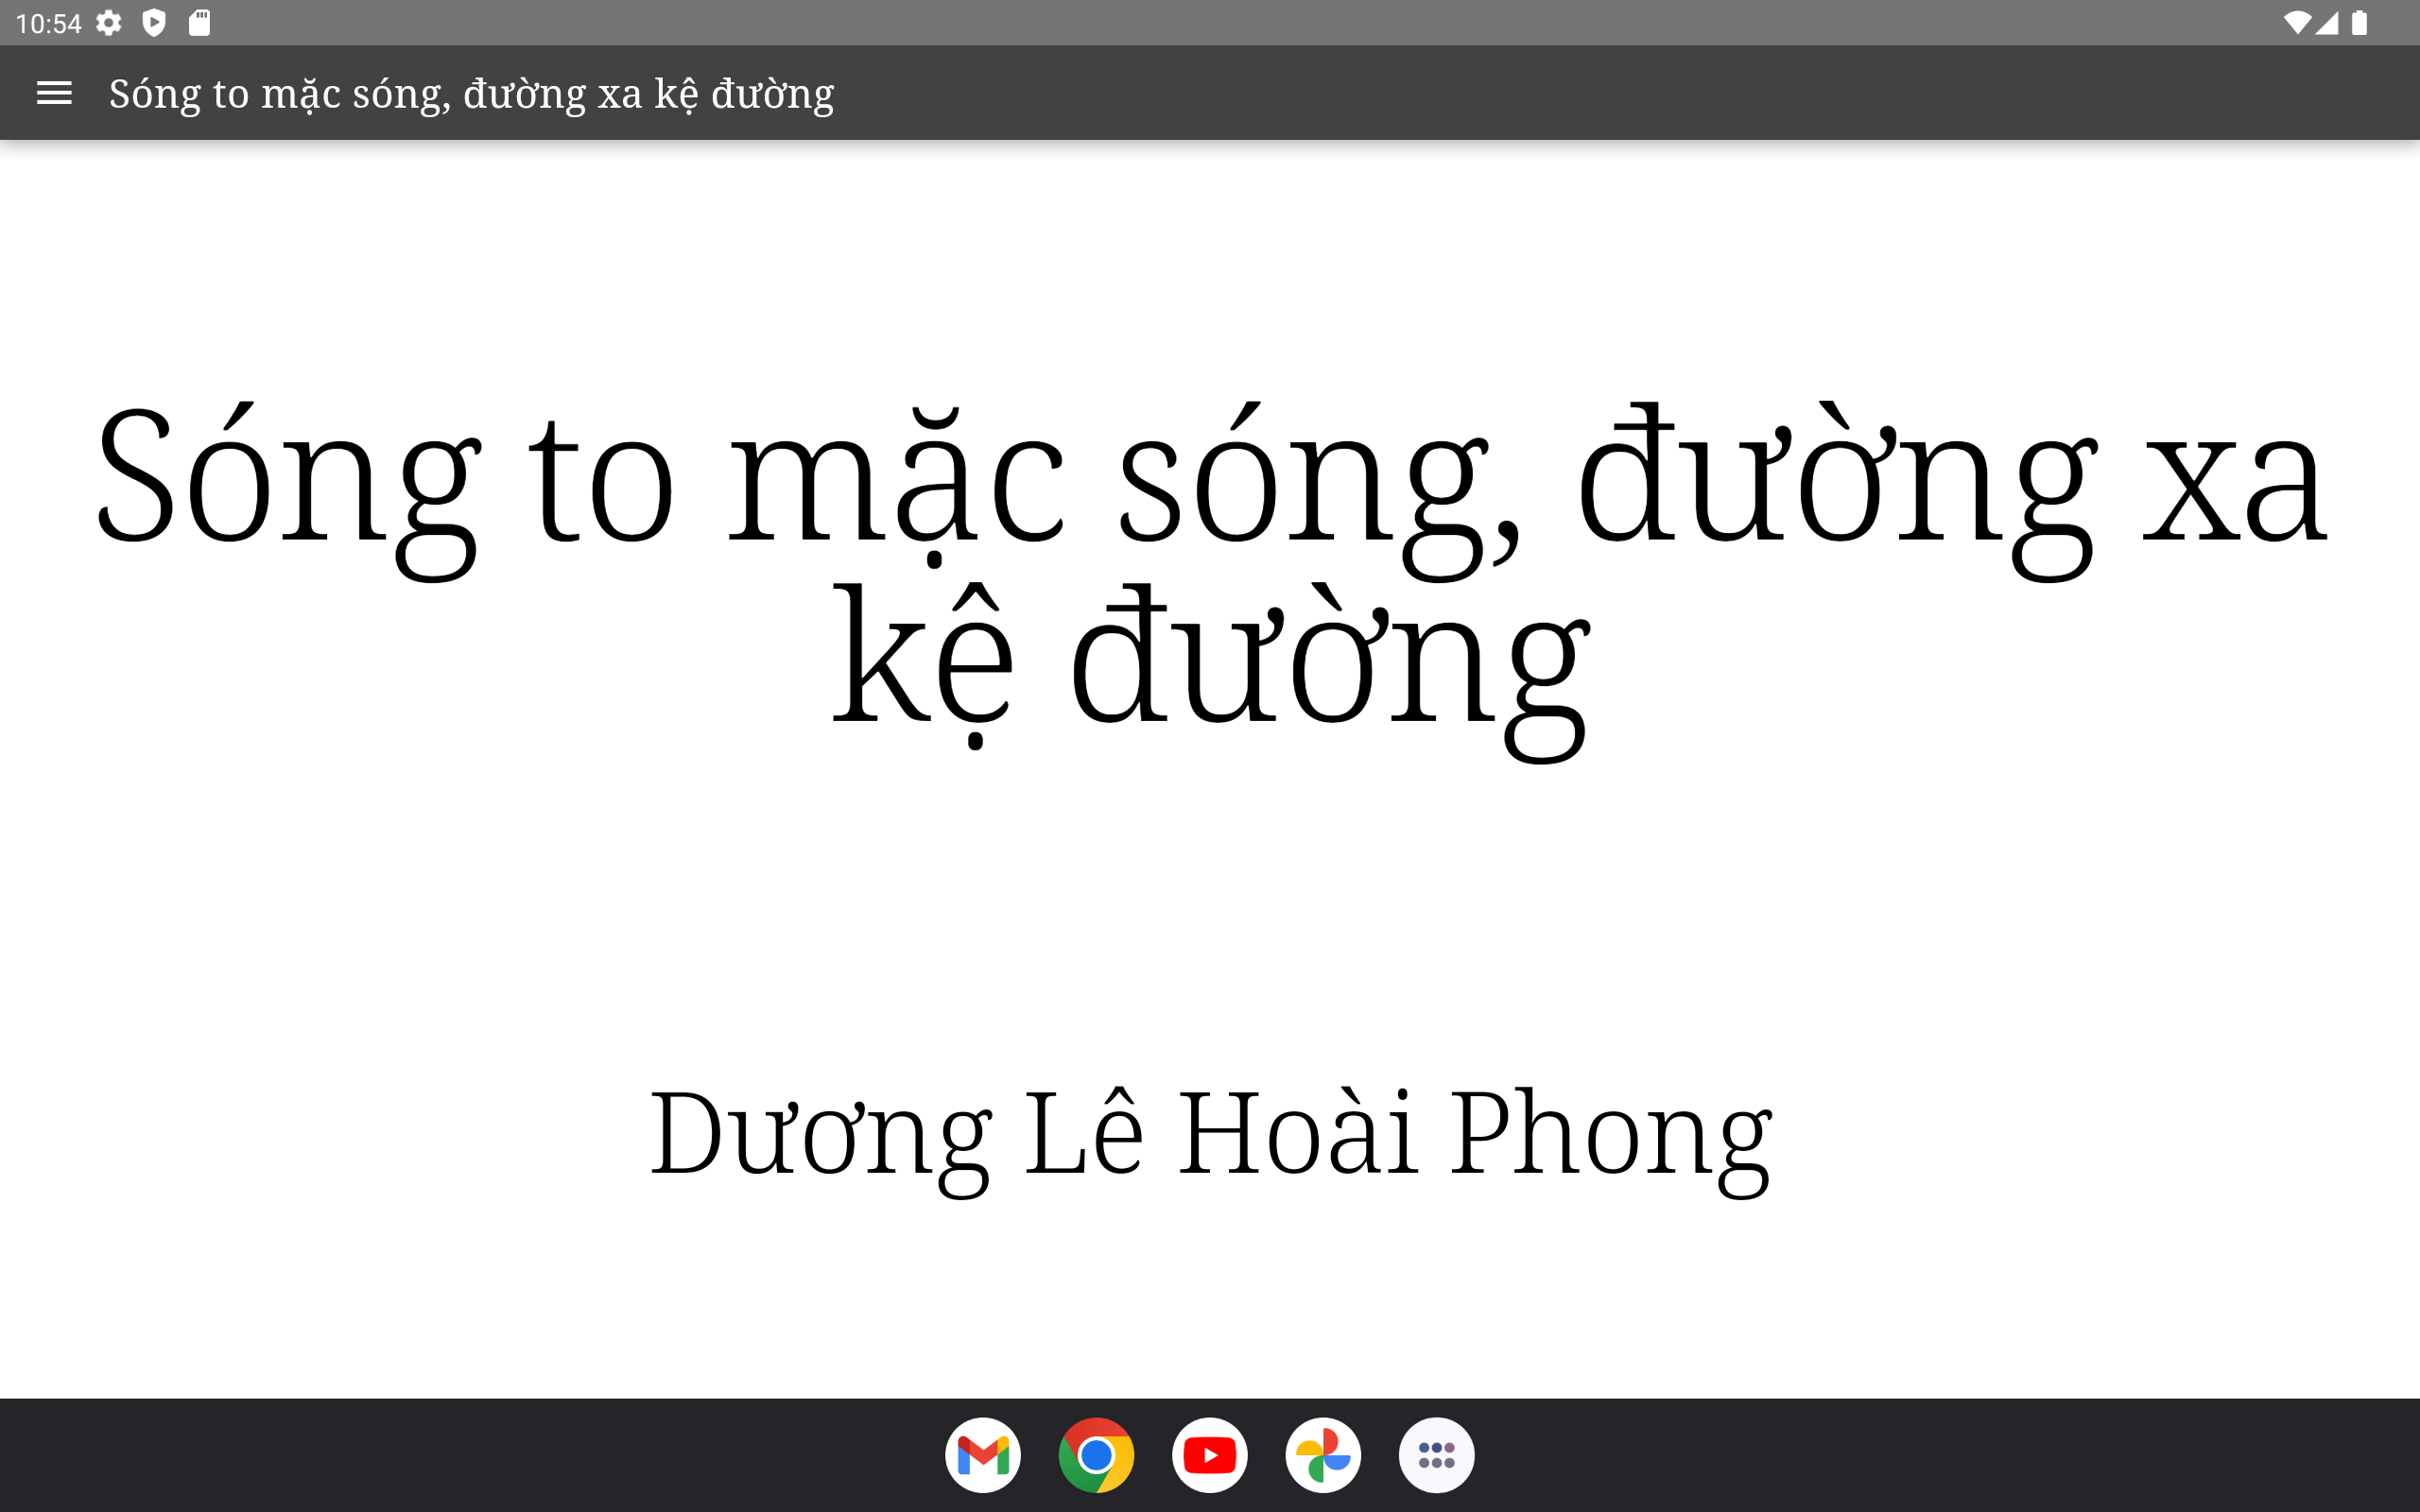 10:54
Sóng to mặc sóng, đường xa kệ đường
Sóng to mặc sóng, đường xa
kệ đường
Dương Lê Hoài Phong